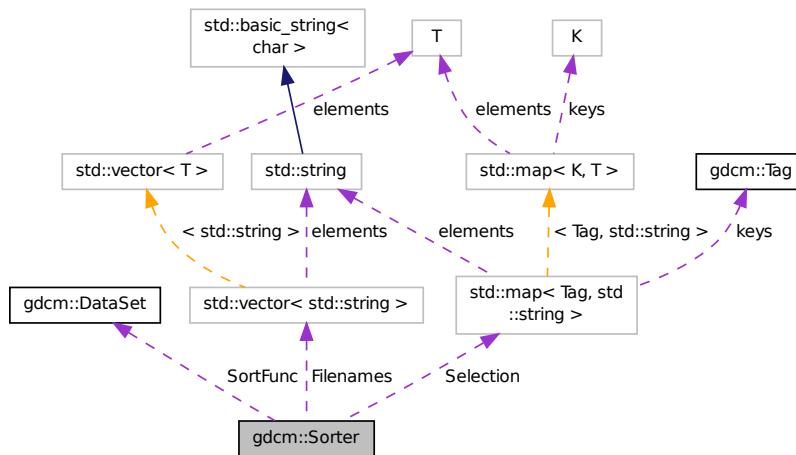 std::basic_string<
char >
T
K
elements
elements
keys
std::vector< T >
std::string
std::map< K, T >
gdcm::Tag
< std::string >
elements
elements
< Tag, std::string >
keys
gdcm::DataSet
std::vector< std::string >
std::map< Tag, std
::string >
SortFunc
Filenames
Selection
gdcm::Sorter